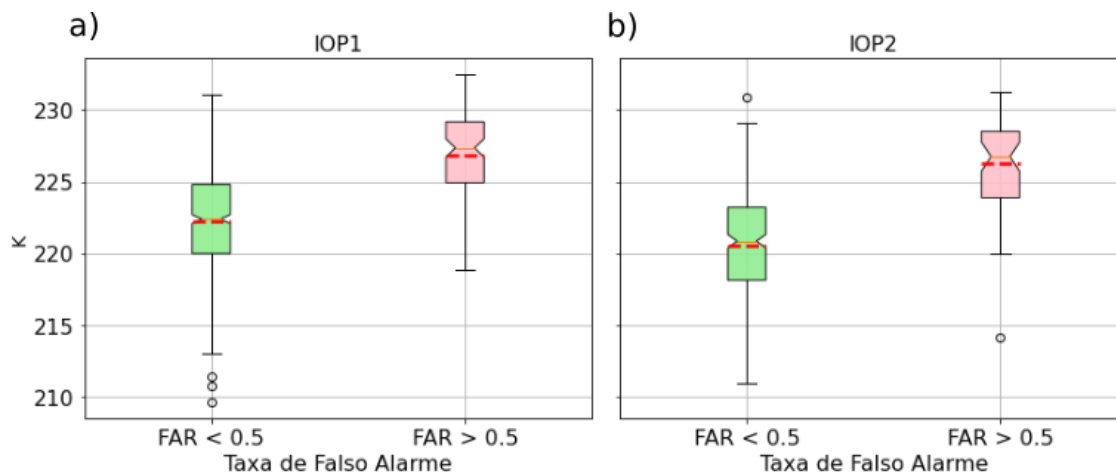 a)
IOP1
b)
IOP2
K
230
225
220
215
210
FAR < 0.5
FAR > 0.5
Taxa de Falso Alarme
FAR < 0.5
FAR > 0.5
Taxa de Falso Alarme